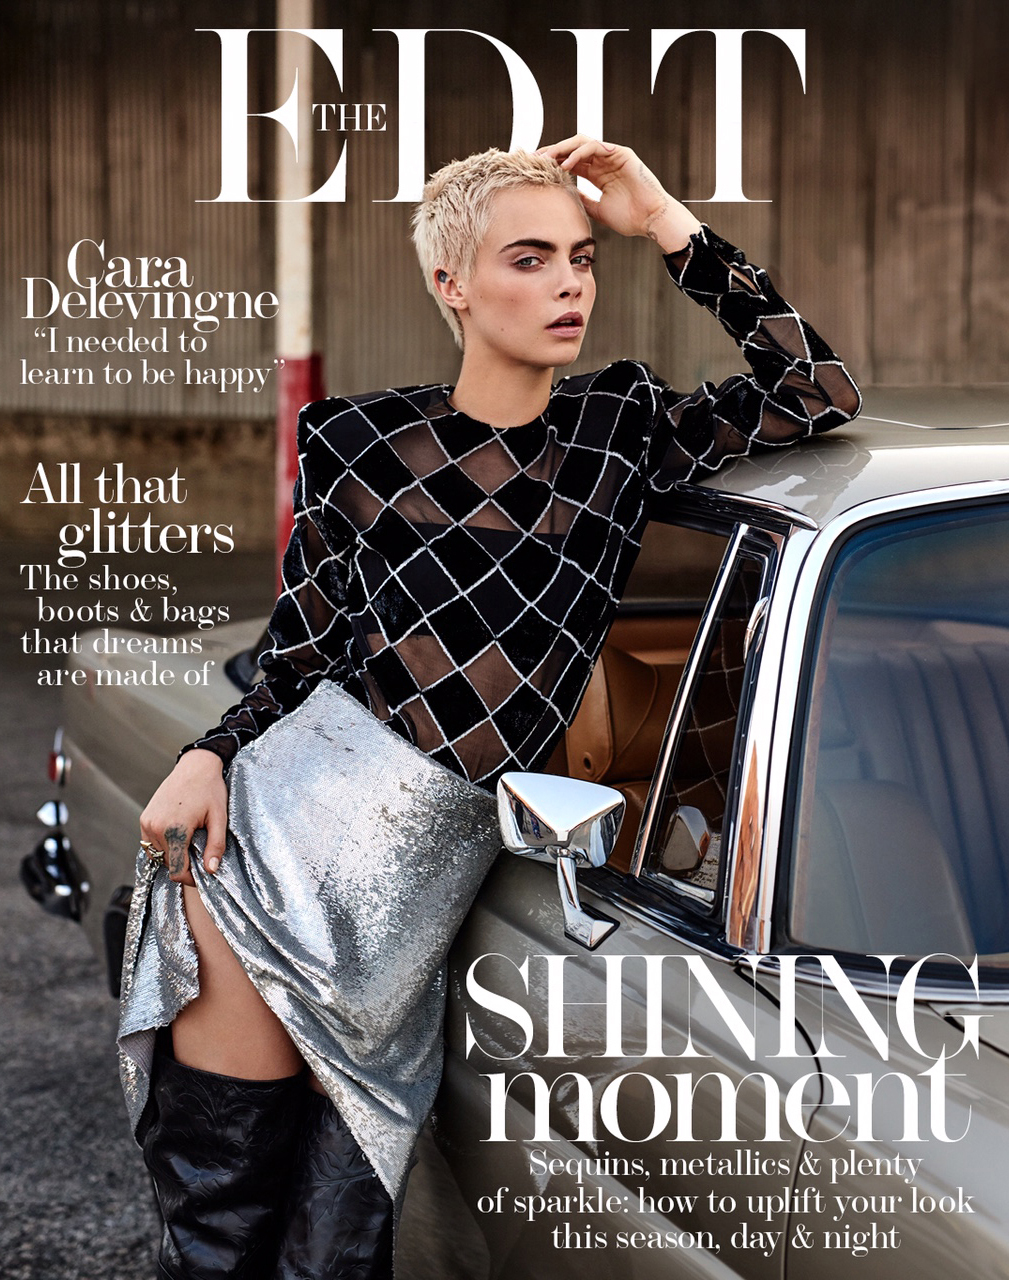 THE
EDIT
Cara
Delevingne
“I needed to
learn to be happy”
All that
glitters
The shoes,
boots & bags
that dreams
are made of
SHINING
moment
Sequins, metallics & plenty
of sparkle: how to uplift your look
this season, day & night